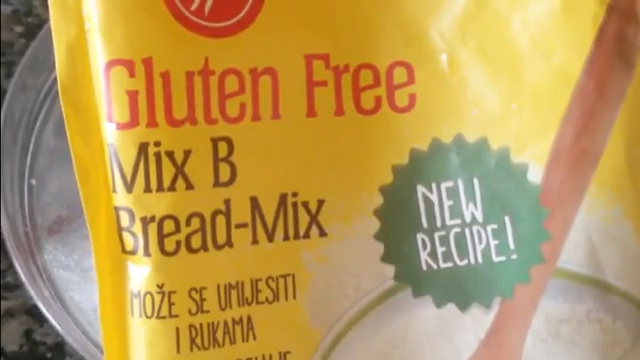 Gluten Free
Mix B
Bread-Mix
NEW
RECIPE!
MOŽE SE UMIJESITI
I RUKAMA